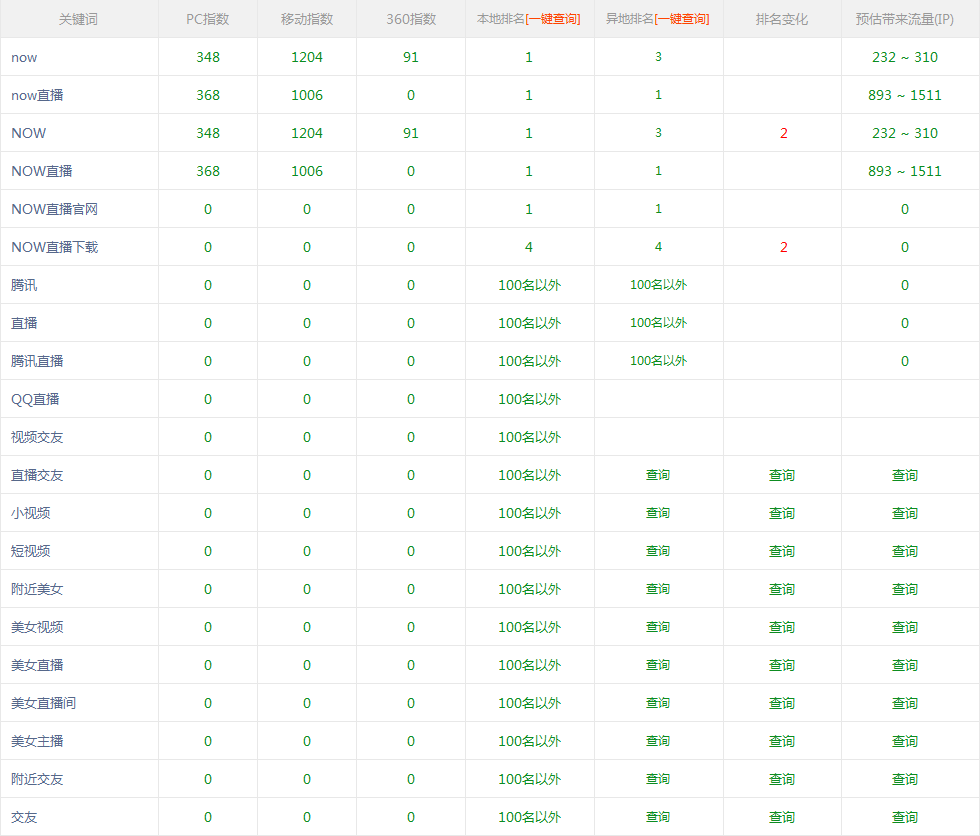 关键词 PC指数 移动指数 360指数 本地排名[一键查询] 异地排名[一键查询] 排名变化 预估带来流量(IP)
now 348 1204 91 1 3 232 ~ 310
now直播 368 1006 0 1 1 893 ~ 1511
NOW 348 1204 91 1 3 2 232 ~ 310
NOW直播 368 1006 0 1 1 893 ~ 1511
NOW直播官网 0 0 0 1 1 0
NOW直播下载 0 0 0 4 4 2 0
腾讯 0 0 0 100名以外 100名以外 0
直播 0 0 0 100名以外 100名以外 0
腾讯直播 0 0 0 100名以外 100名以外 0
QQ直播 0 0 0 100名以外
视频交友 0 0 0 100名以外
直播交友 0 0 0 100名以外 查询 查询 查询
小视频 0 0 0 100名以外 查询 查询 查询
短视频 0 0 0 100名以外 查询 查询 查询
附近美女 0 0 0 100名以外 查询 查询 查询
美女视频 0 0 0 100名以外 查询 查询 查询
美女直播 0 0 0 100名以外 查询 查询 查询
美女直播间 0 0 0 100名以外 查询 查询 查询
美女主播 0 0 0 100名以外 查询 查询 查询
附近交友 0 0 0 100名以外 查询 查询 查询
交友 0 0 0 100名以外 查询 查询 查询